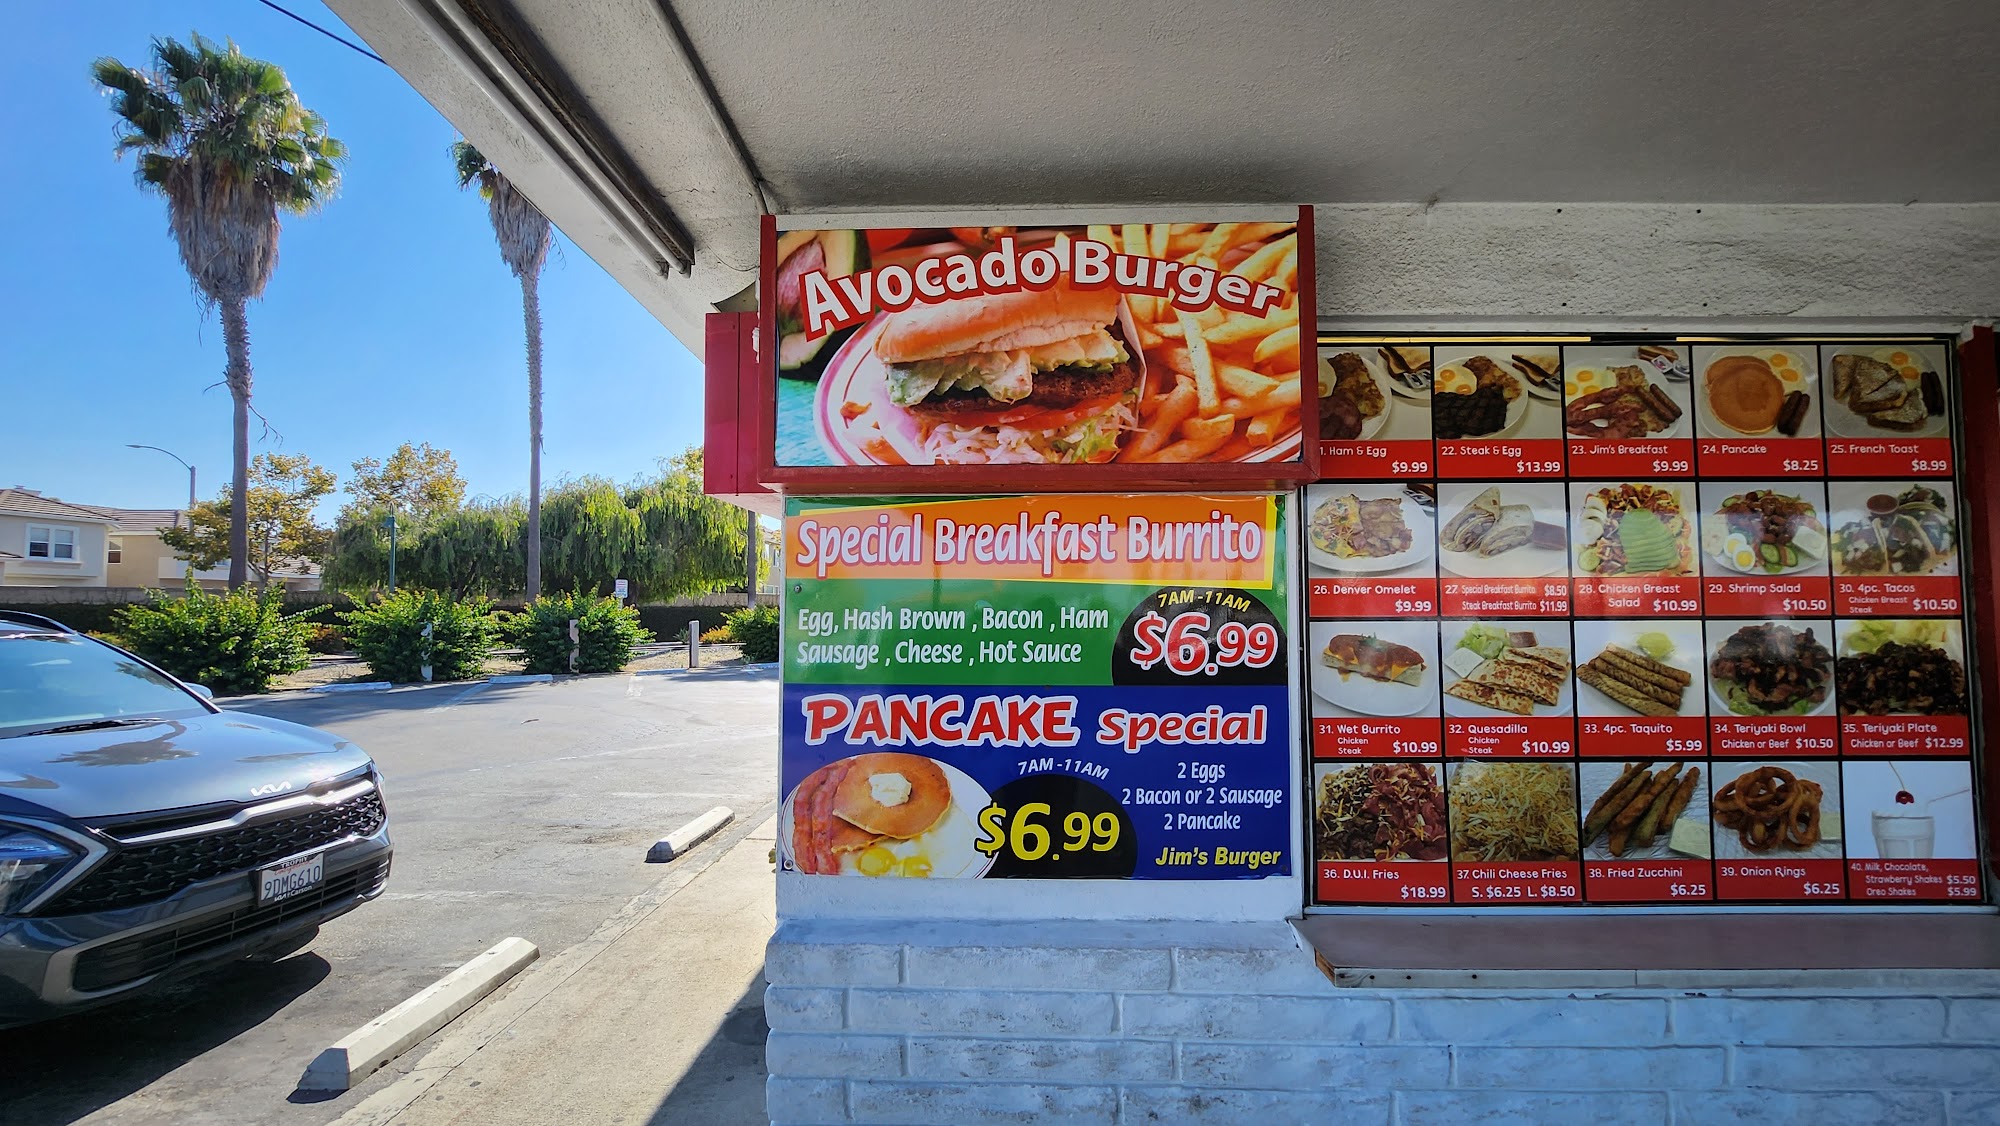 Avocado Burger
Special Breakfast Burrito
7AM-11AM
Egg, Hash Brown , Bacon , Ham
Sausage , Cheese , Hot Sauce
$6.99
PANCAKE Special
7AM-11AM
$6.99
2 Eggs
2 Bacon or 2 Sausage
2 Pancake
Jim's Burger
1. Ham & Egg
$9.99
22. Steak & Egg
$13.99
23. Jim's Breakfast
$9.99
24. Pancake
$8.25
25. French Toast
$8.99
26. Denver Omelet
$9.99
27. Special Breakfast Burrito $8.50
Steak Breakfast Burrito $11.99
28. Chicken Breast
Salad $10.99
29. Shrimp Salad
$10.50
30. 4pc. Tacos
Chicken Breast
Steak $10.50
31. Wet Burrito
Chicken
Steak $10.99
32. Quesadilla
Chicken
Steak $10.99
33. 4pc. Taquito
$5.99
34. Teriyaki Bowl
Chicken or Beef $10.50
35. Teriyaki Plate
Chicken or Beef $12.99
36. D.U.I. Fries
$18.99
37. Chili Cheese Fries
S. $6.25 L. $8.50
38. Fried Zucchini
$6.25
39. Onion Rings
$6.25
40. Milk, Chocolate,
Strawberry Shakes $5.50
Oreo Shakes $5.99
KIA
TROPHY
9DMG610
KIA Carson